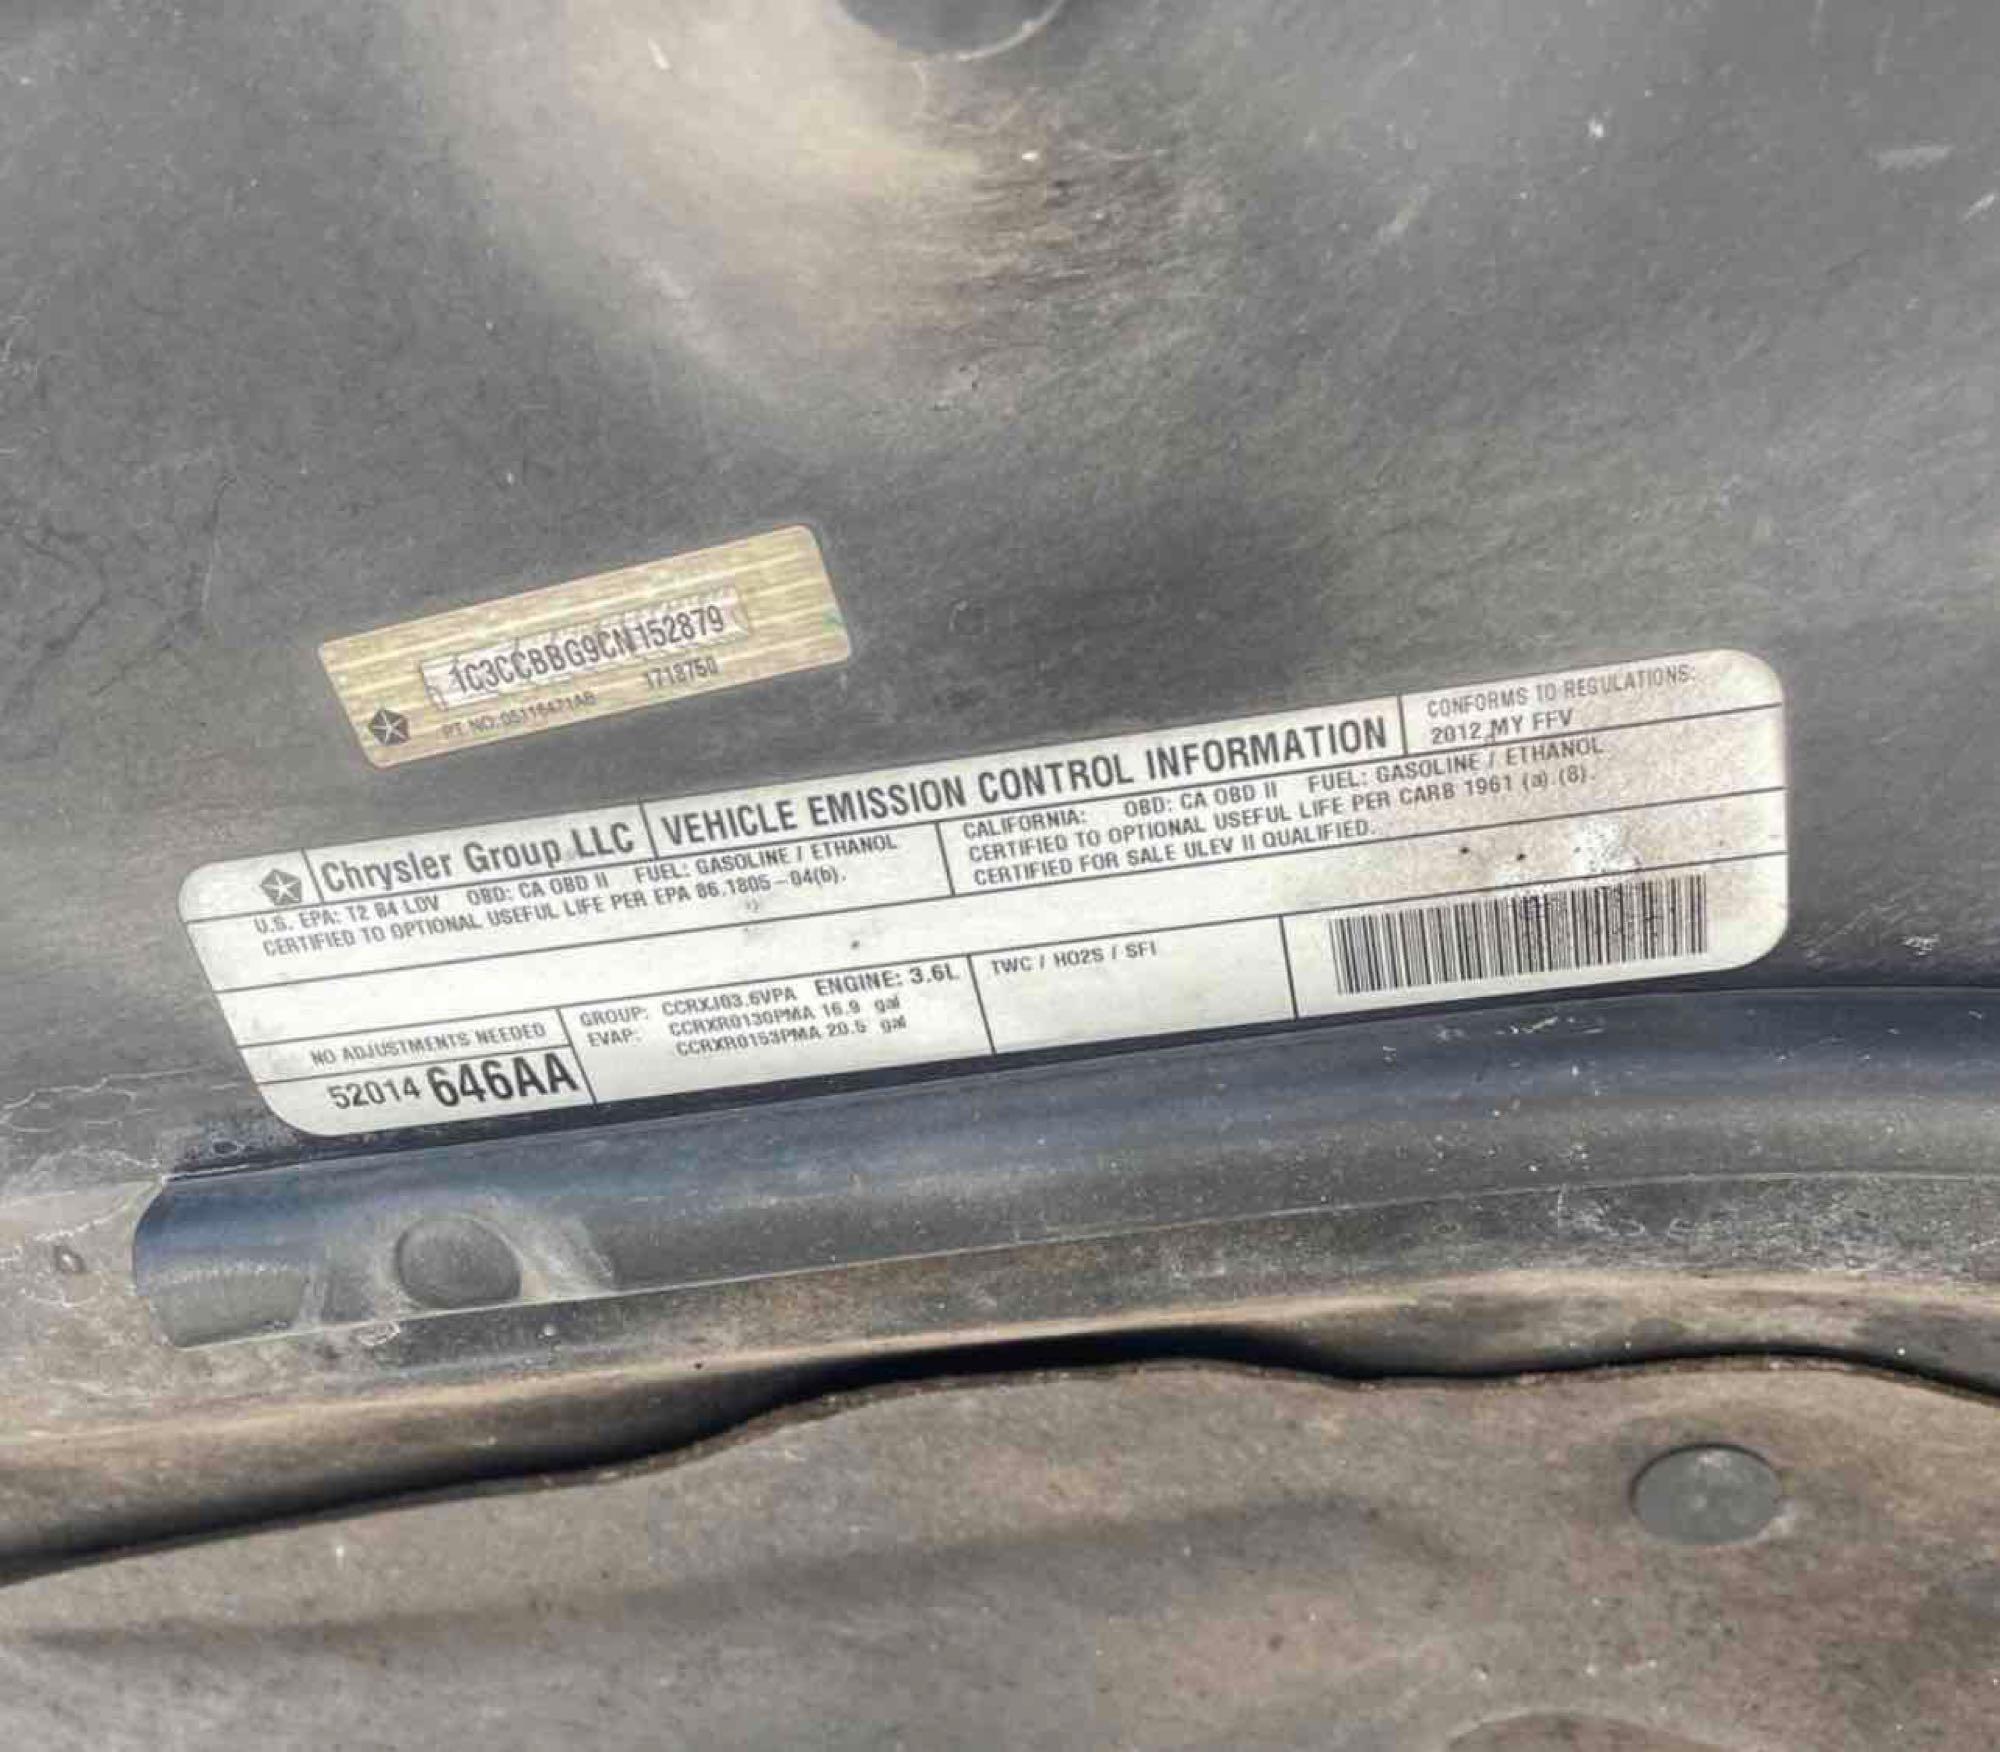 1C3CCBBG9CN152879
PT NO:05116471AB 1718750
Chrysler Group LLC VEHICLE EMISSION CONTROL INFORMATION
CONFORMS TO REGULATIONS:
2012 MY FFV
U.S. EPA: T2 B4 LDV OBD: CA OBD II FUEL: GASOLINE / ETHANOL
CERTIFIED TO OPTIONAL USEFUL LIFE PER EPA 86.1805-04(b).
CALIFORNIA: OBD: CA OBD II FUEL: GASOLINE / ETHANOL
CERTIFIED TO OPTIONAL USEFUL LIFE PER CARB 1961 (a).(8).
CERTIFIED FOR SALE ULEV II QUALIFIED.
NO ADJUSTMENTS NEEDED
52014 646AA
GROUP: CCRXJ03.6VPA ENGINE: 3.6L
EVAP: CCRXR0130PMA 16.9 gal
CCRXR0153PMA 20.5 gal
TWC / HO2S / SFI